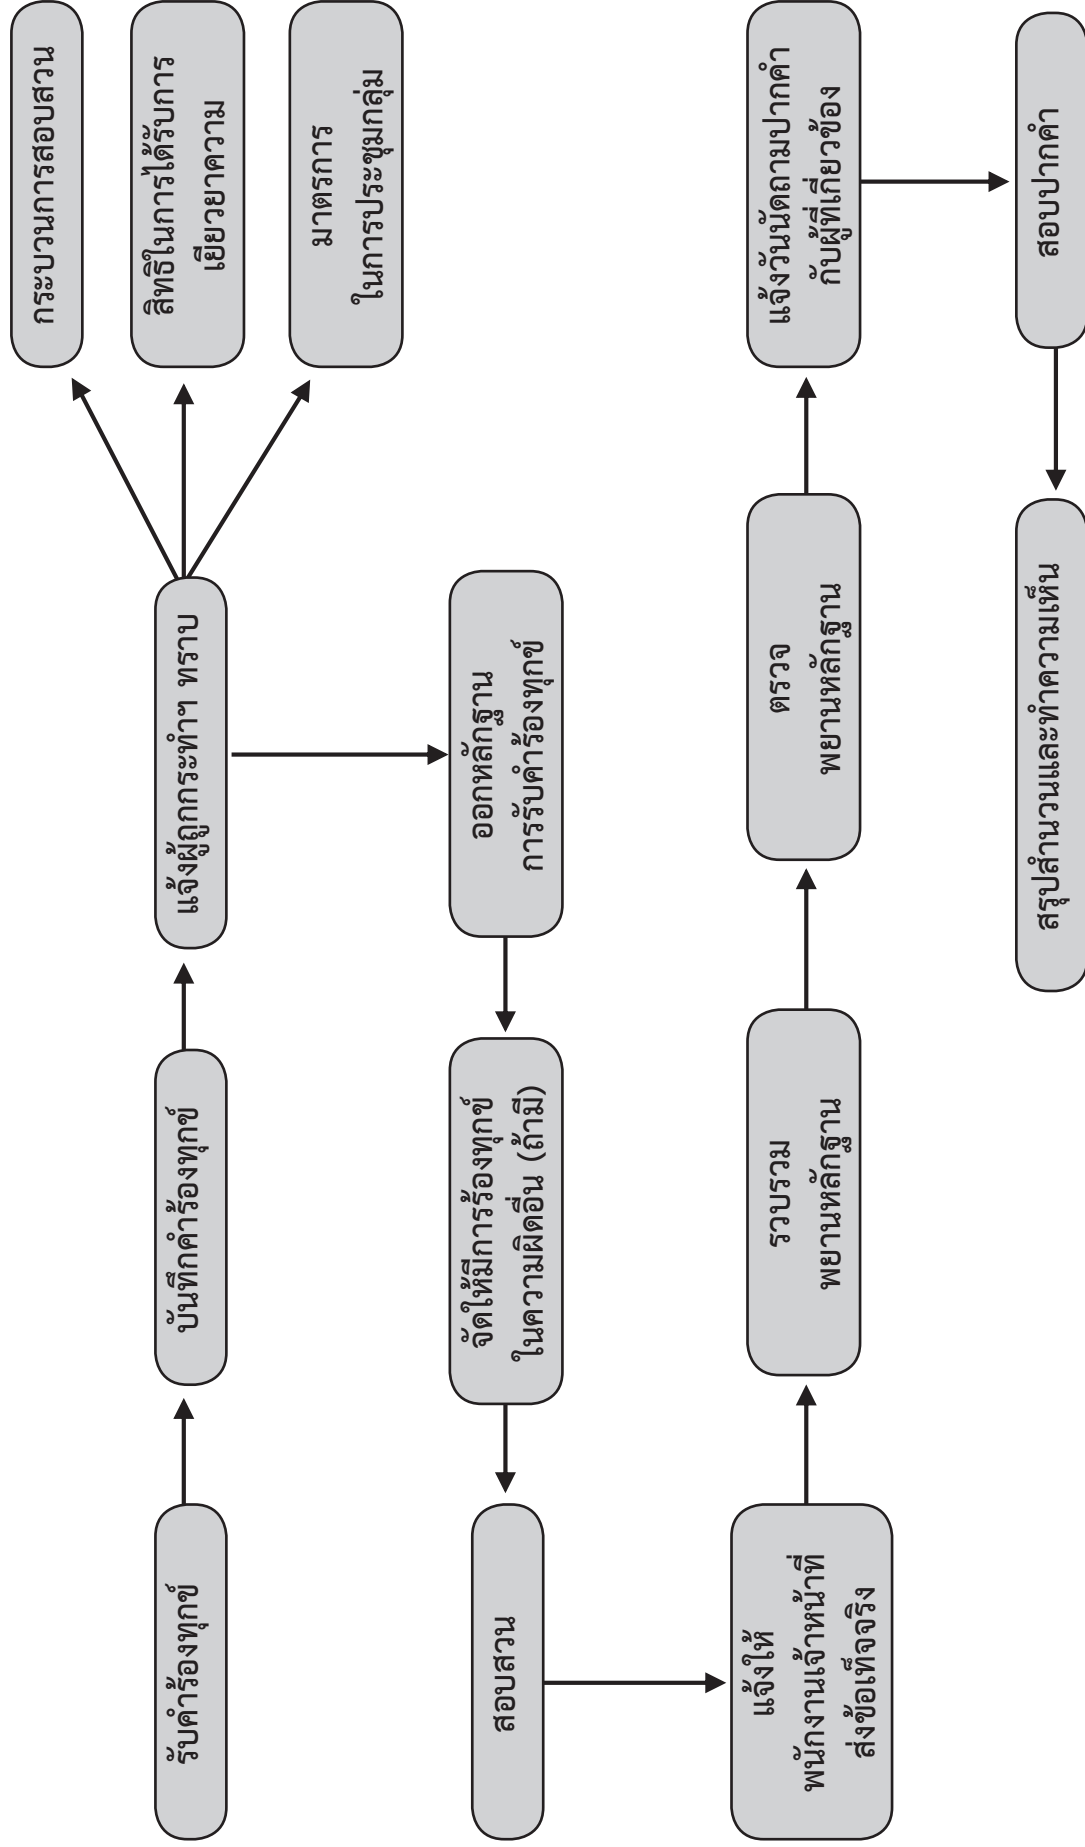 รับคำร้องทุกข์
บันทึกคำร้องทุกข์
แจ้งผู้ถูกกระทำฯ ทราบ
กระบวนการสอบสวน
สิทธิในการได้รับการ
เยียวยาความ
มาตรการ
ในการประชุมกลุ่ม
ออกหลักฐาน
การรับคำร้องทุกข์
จัดให้มีการร้องทุกข์
ในความผิดอื่น (ถ้ามี)
สอบสวน
แจ้งให้
พนักงานเจ้าหน้าที่
ส่งข้อเท็จจริง
รวบรวม
พยานหลักฐาน
ตรวจ
พยานหลักฐาน
แจ้งวันนัดถามปากคำ
กับผู้ที่เกี่ยวข้อง
สอบปากคำ
สรุปสำนวนและทำความเห็น